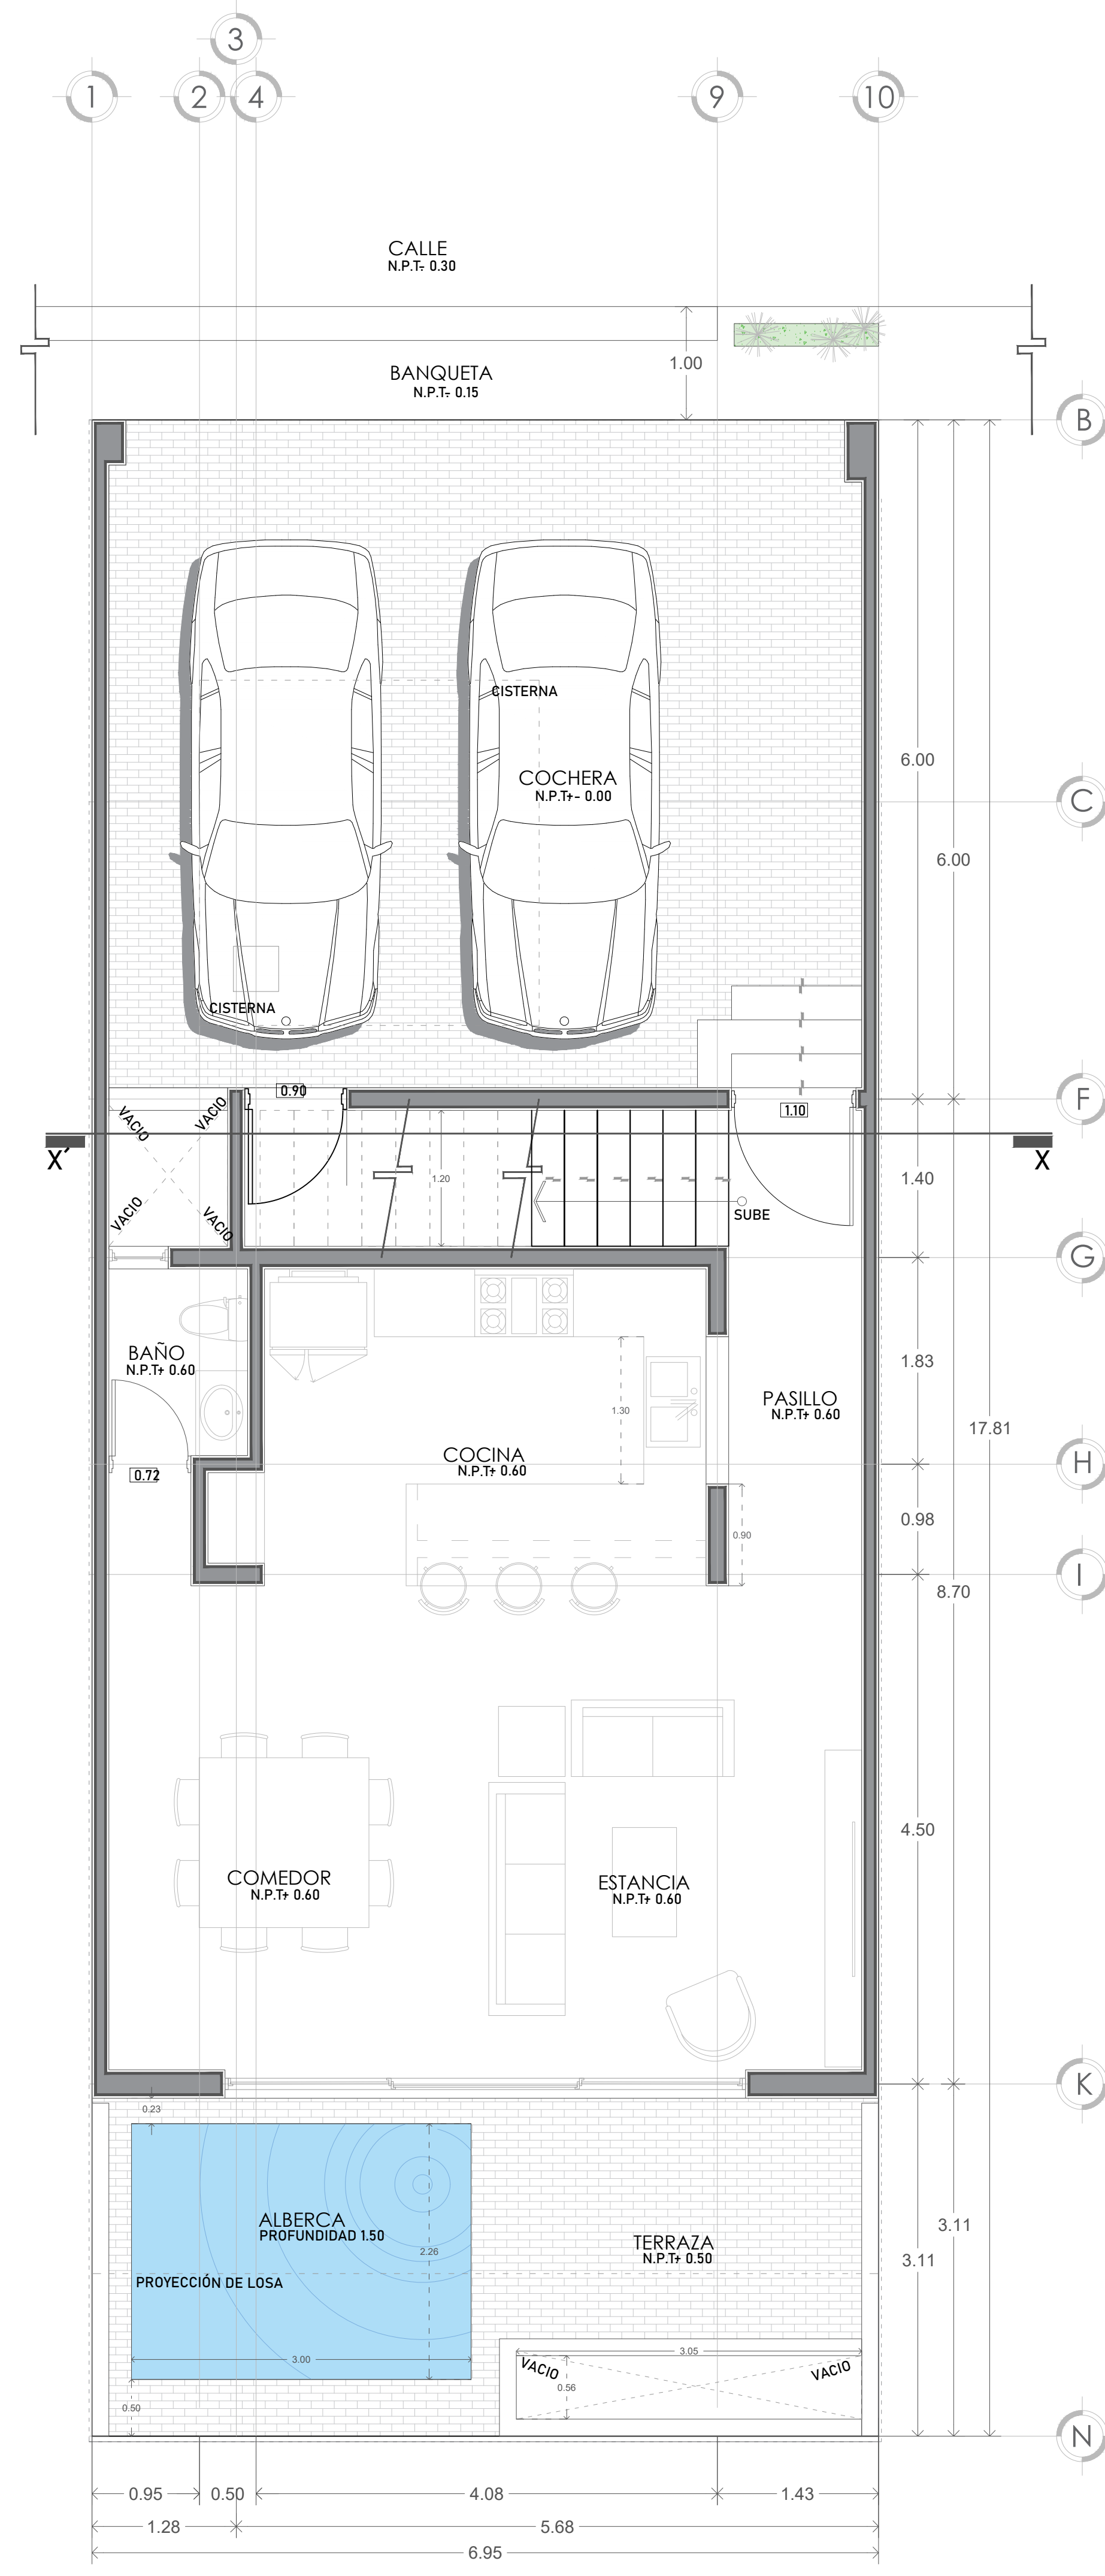 3
1
2
4
9
10
CALLE
N.P.T- 0.30
1.00
BANQUETA
N.P.T- 0.15
B
CISTERNA
6.00
COCHERA
N.P.T+- 0.00
C
6.00
CISTERNA
0.90
F
VACIO
VACIO
1.10
X'
X
1.20
1.40
VACIO
VACIO
SUBE
G
BAÑO
N.P.T+ 0.60
1.83
PASILLO
N.P.T+ 0.60
1.30
17.81
COCINA
N.P.T+ 0.60
H
0.72
0.98
0.90
I
8.70
4.50
COMEDOR
N.P.T+ 0.60
ESTANCIA
N.P.T+ 0.60
K
0.23
ALBERCA
PROFUNDIDAD 1.50
3.11
2.26
TERRAZA
N.P.T+ 0.50
3.11
PROYECCIÓN DE LOSA
3.05
3.00
VACIO
VACIO
0.56
0.50
N
0.95
0.50
4.08
1.43
1.28
5.68
6.95